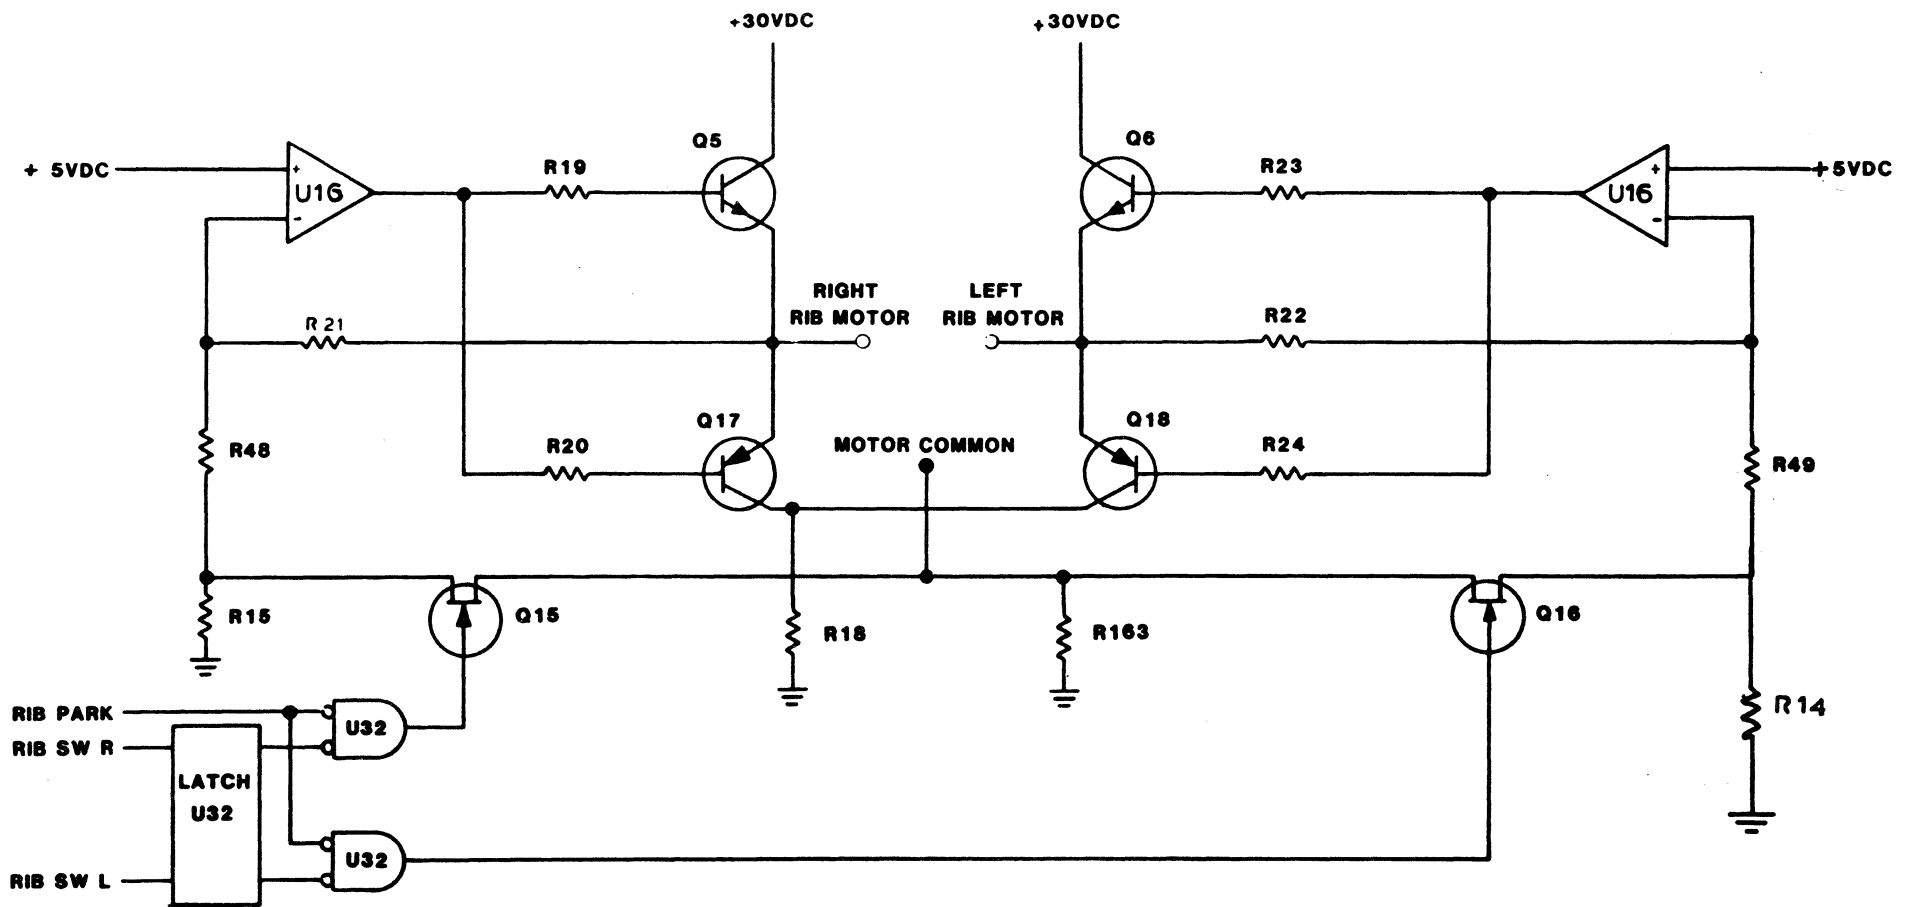 +30VDC
+30VDC
Q5
Q6
+ 5VDC
+
U16
-
R19
R23
+
U16
-
+5VDC
RIGHT
RIB MOTOR
LEFT
RIB MOTOR
R21
R22
Q17
Q18
R48
R20
MOTOR COMMON
R24
R49
R15
Q15
R18
R163
Q16
R14
RIB PARK
RIB SW R
U32
LATCH
U32
U32
RIB SW L